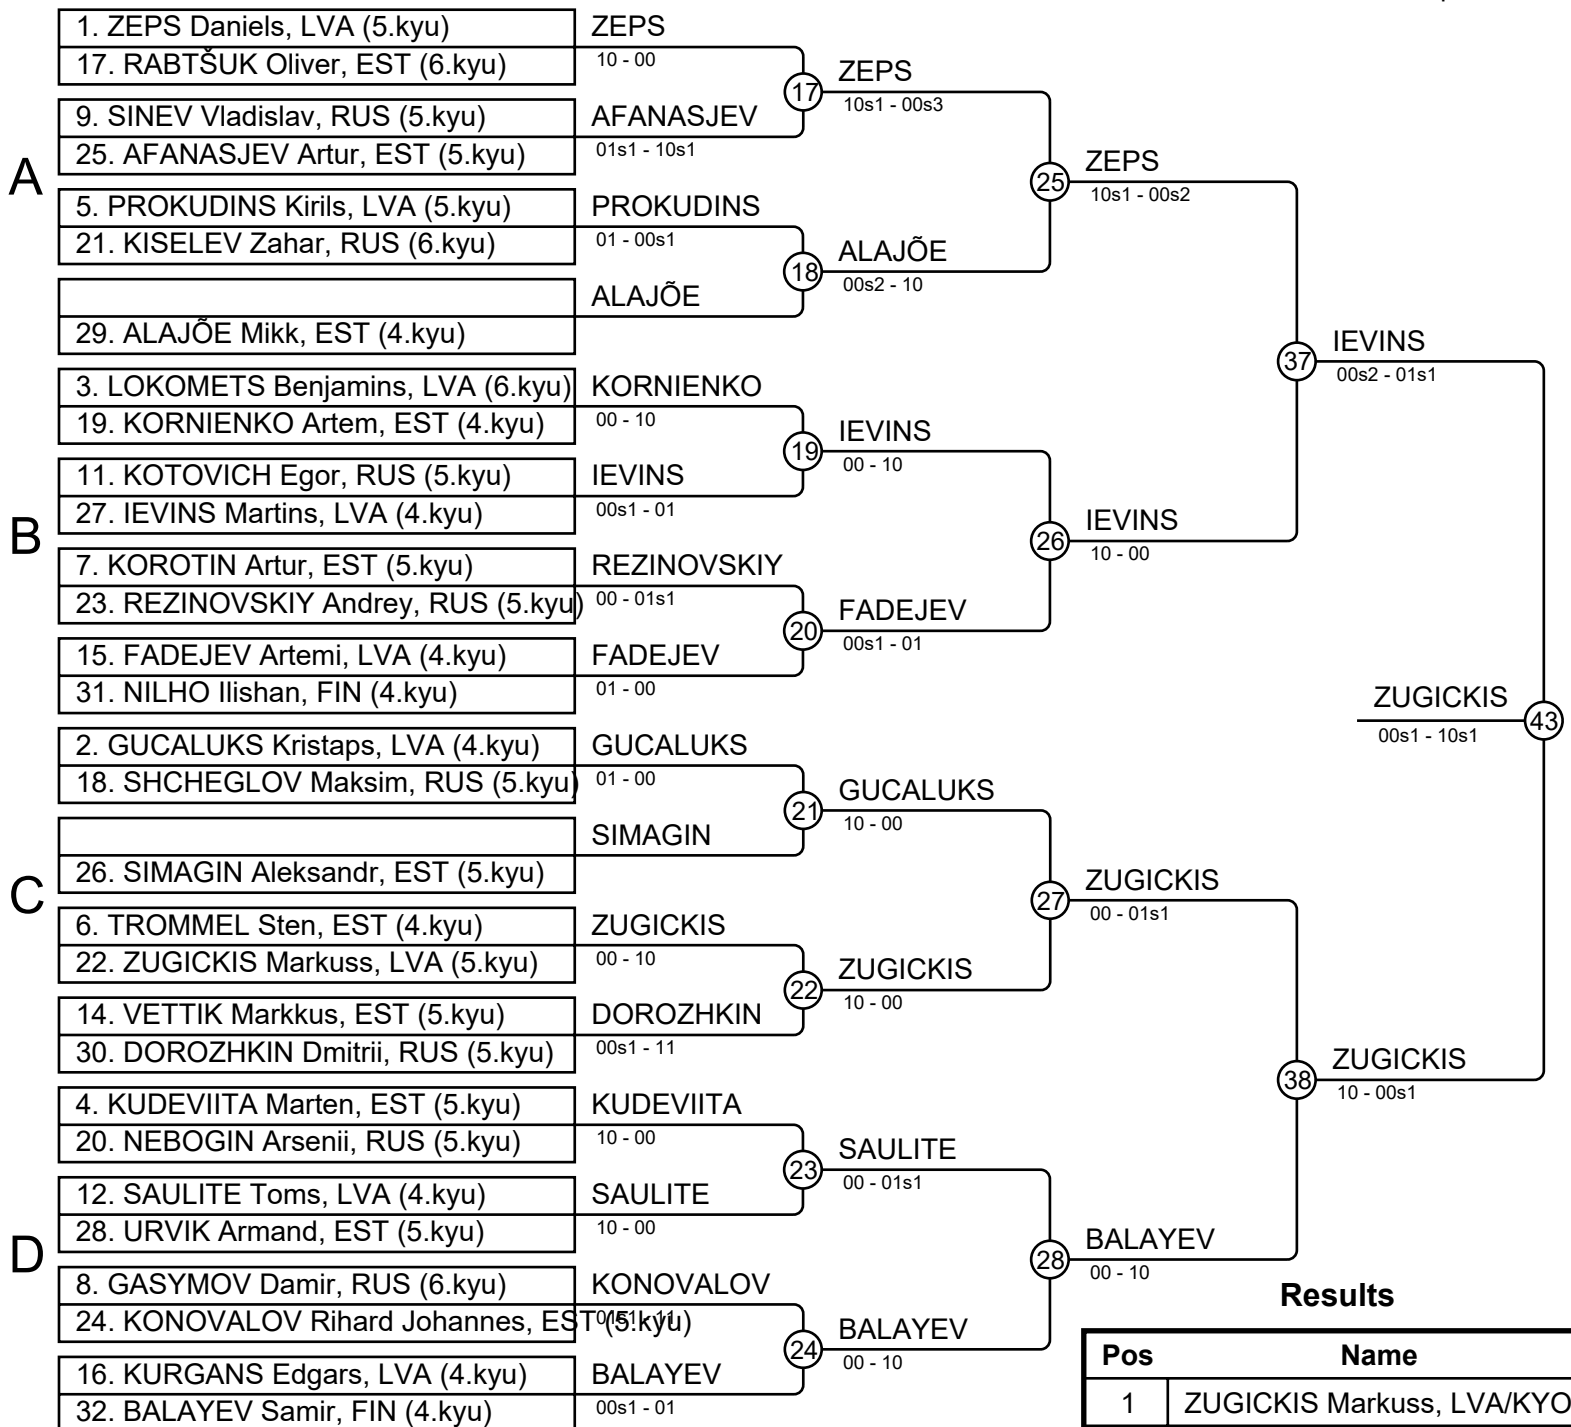 1. ZEPS Daniels, LVA (5.kyu)
17. RABTŠUK Oliver, EST (6.kyu)
9. SINEV Vladislav, RUS (5.kyu)
25. AFANASJEV Artur, EST (5.kyu)
A
5. PROKUDINS Kirils, LVA (5.kyu)
21. KISELEV Zahar, RUS (6.kyu)
29. ALAJÕE Mikk, EST (4.kyu)
3. LOKOMETS Benjamins, LVA (6.kyu)
19. KORNIENKO Artem, EST (4.kyu)
11. KOTOVICH Egor, RUS (5.kyu)
27. IEVINS Martins, LVA (4.kyu)
B
7. KOROTIN Artur, EST (5.kyu)
23. REZINOVSKIY Andrey, RUS (5.kyu)
15. FADEJEV Artemi, LVA (4.kyu)
31. NILHO Ilishan, FIN (4.kyu)
2. GUCALUKS Kristaps, LVA (4.kyu)
18. SHCHEGLOV Maksim, RUS (5.kyu)
26. SIMAGIN Aleksandr, EST (5.kyu)
C
6. TROMMEL Sten, EST (4.kyu)
22. ZUGICKIS Markuss, LVA (5.kyu)
14. VETTIK Markkus, EST (5.kyu)
30. DOROZHKIN Dmitrii, RUS (5.kyu)
4. KUDEVIITA Marten, EST (5.kyu)
20. NEBOGIN Arsenii, RUS (5.kyu)
12. SAULITE Toms, LVA (4.kyu)
28. URVIK Armand, EST (5.kyu)
D
8. GASYMOV Damir, RUS (6.kyu)
24. KONOVALOV Rihard Johannes, EST (5.kyu)
16. KURGANS Edgars, LVA (4.kyu)
32. BALAYEV Samir, FIN (4.kyu)
ZEPS
10 - 00
AFANASJEV
01s1 - 10s1
PROKUDINS
01 - 00s1
ALAJÕE
KORNIENKO
00 - 10
IEVINS
00s1 - 01
REZINOVSKIY
00 - 01s1
FADEJEV
01 - 00
GUCALUKS
01 - 00
SIMAGIN
ZUGICKIS
00 - 10
DOROZHKIN
00s1 - 11
KUDEVIITA
10 - 00
SAULITE
10 - 00
KONOVALOV
BALAYEV
00s1 - 01
17
ZEPS
10s1 - 00s3
18
ALAJÕE
00s2 - 10
19
IEVINS
00 - 10
20
FADEJEV
00s1 - 01
21
GUCALUKS
10 - 00
22
ZUGICKIS
10 - 00
23
SAULITE
00 - 01s1
24
BALAYEV
00 - 10
25
ZEPS
10s1 - 00s2
26
IEVINS
10 - 00
27
ZUGICKIS
00 - 01s1
28
BALAYEV
00 - 10
37
IEVINS
00s2 - 01s1
38
ZUGICKIS
10 - 00s1
ZUGICKIS
43
00s1 - 10s1
Results
Pos Name
1 ZUGICKIS Markuss, LVA/KYO